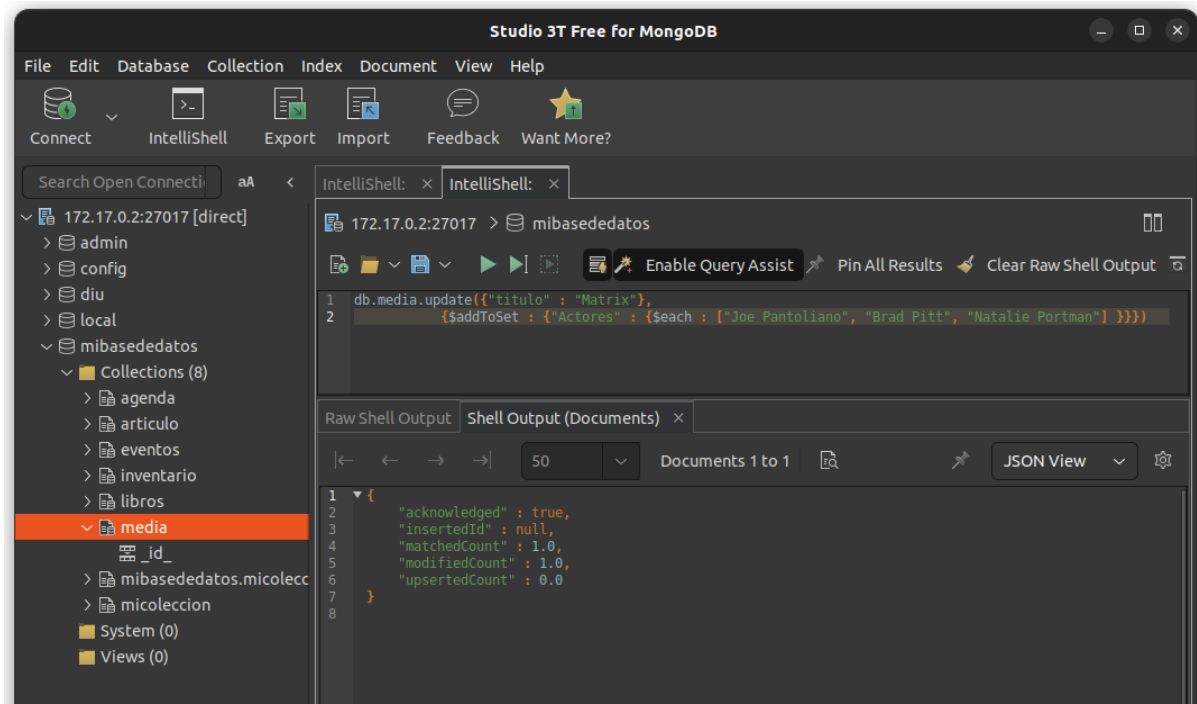 Studio 3T Free for MongoDB
File Edit Database Collection Index Document View Help
Connect IntelliShell Export Import Feedback Want More?
Search Open Connecti aA
IntelliShell: × IntelliShell: ×
172.17.0.2:27017 [direct]
admin
config
diu
local
mibasededatos
Collections (8)
agenda
articulo
eventos
inventario
libros
media
_id_
mibasededatos.micolecc
micoleccion
System (0)
Views (0)
172.17.0.2:27017 > mibasededatos
Enable Query Assist Pin All Results Clear Raw Shell Output
1 db.media.update({"titulo" : "Matrix"},
2 {$addToSet : {"Actores" : {$each : ["Joe Pantoliano", "Brad Pitt", "Natalie Portman"] }}})
Raw Shell Output Shell Output (Documents) ×
50 Documents 1 to 1 JSON View
1 {
2 "acknowledged" : true,
3 "insertedId" : null,
4 "matchedCount" : 1.0,
5 "modifiedCount" : 1.0,
6 "upsertedCount" : 0.0
7 }
8